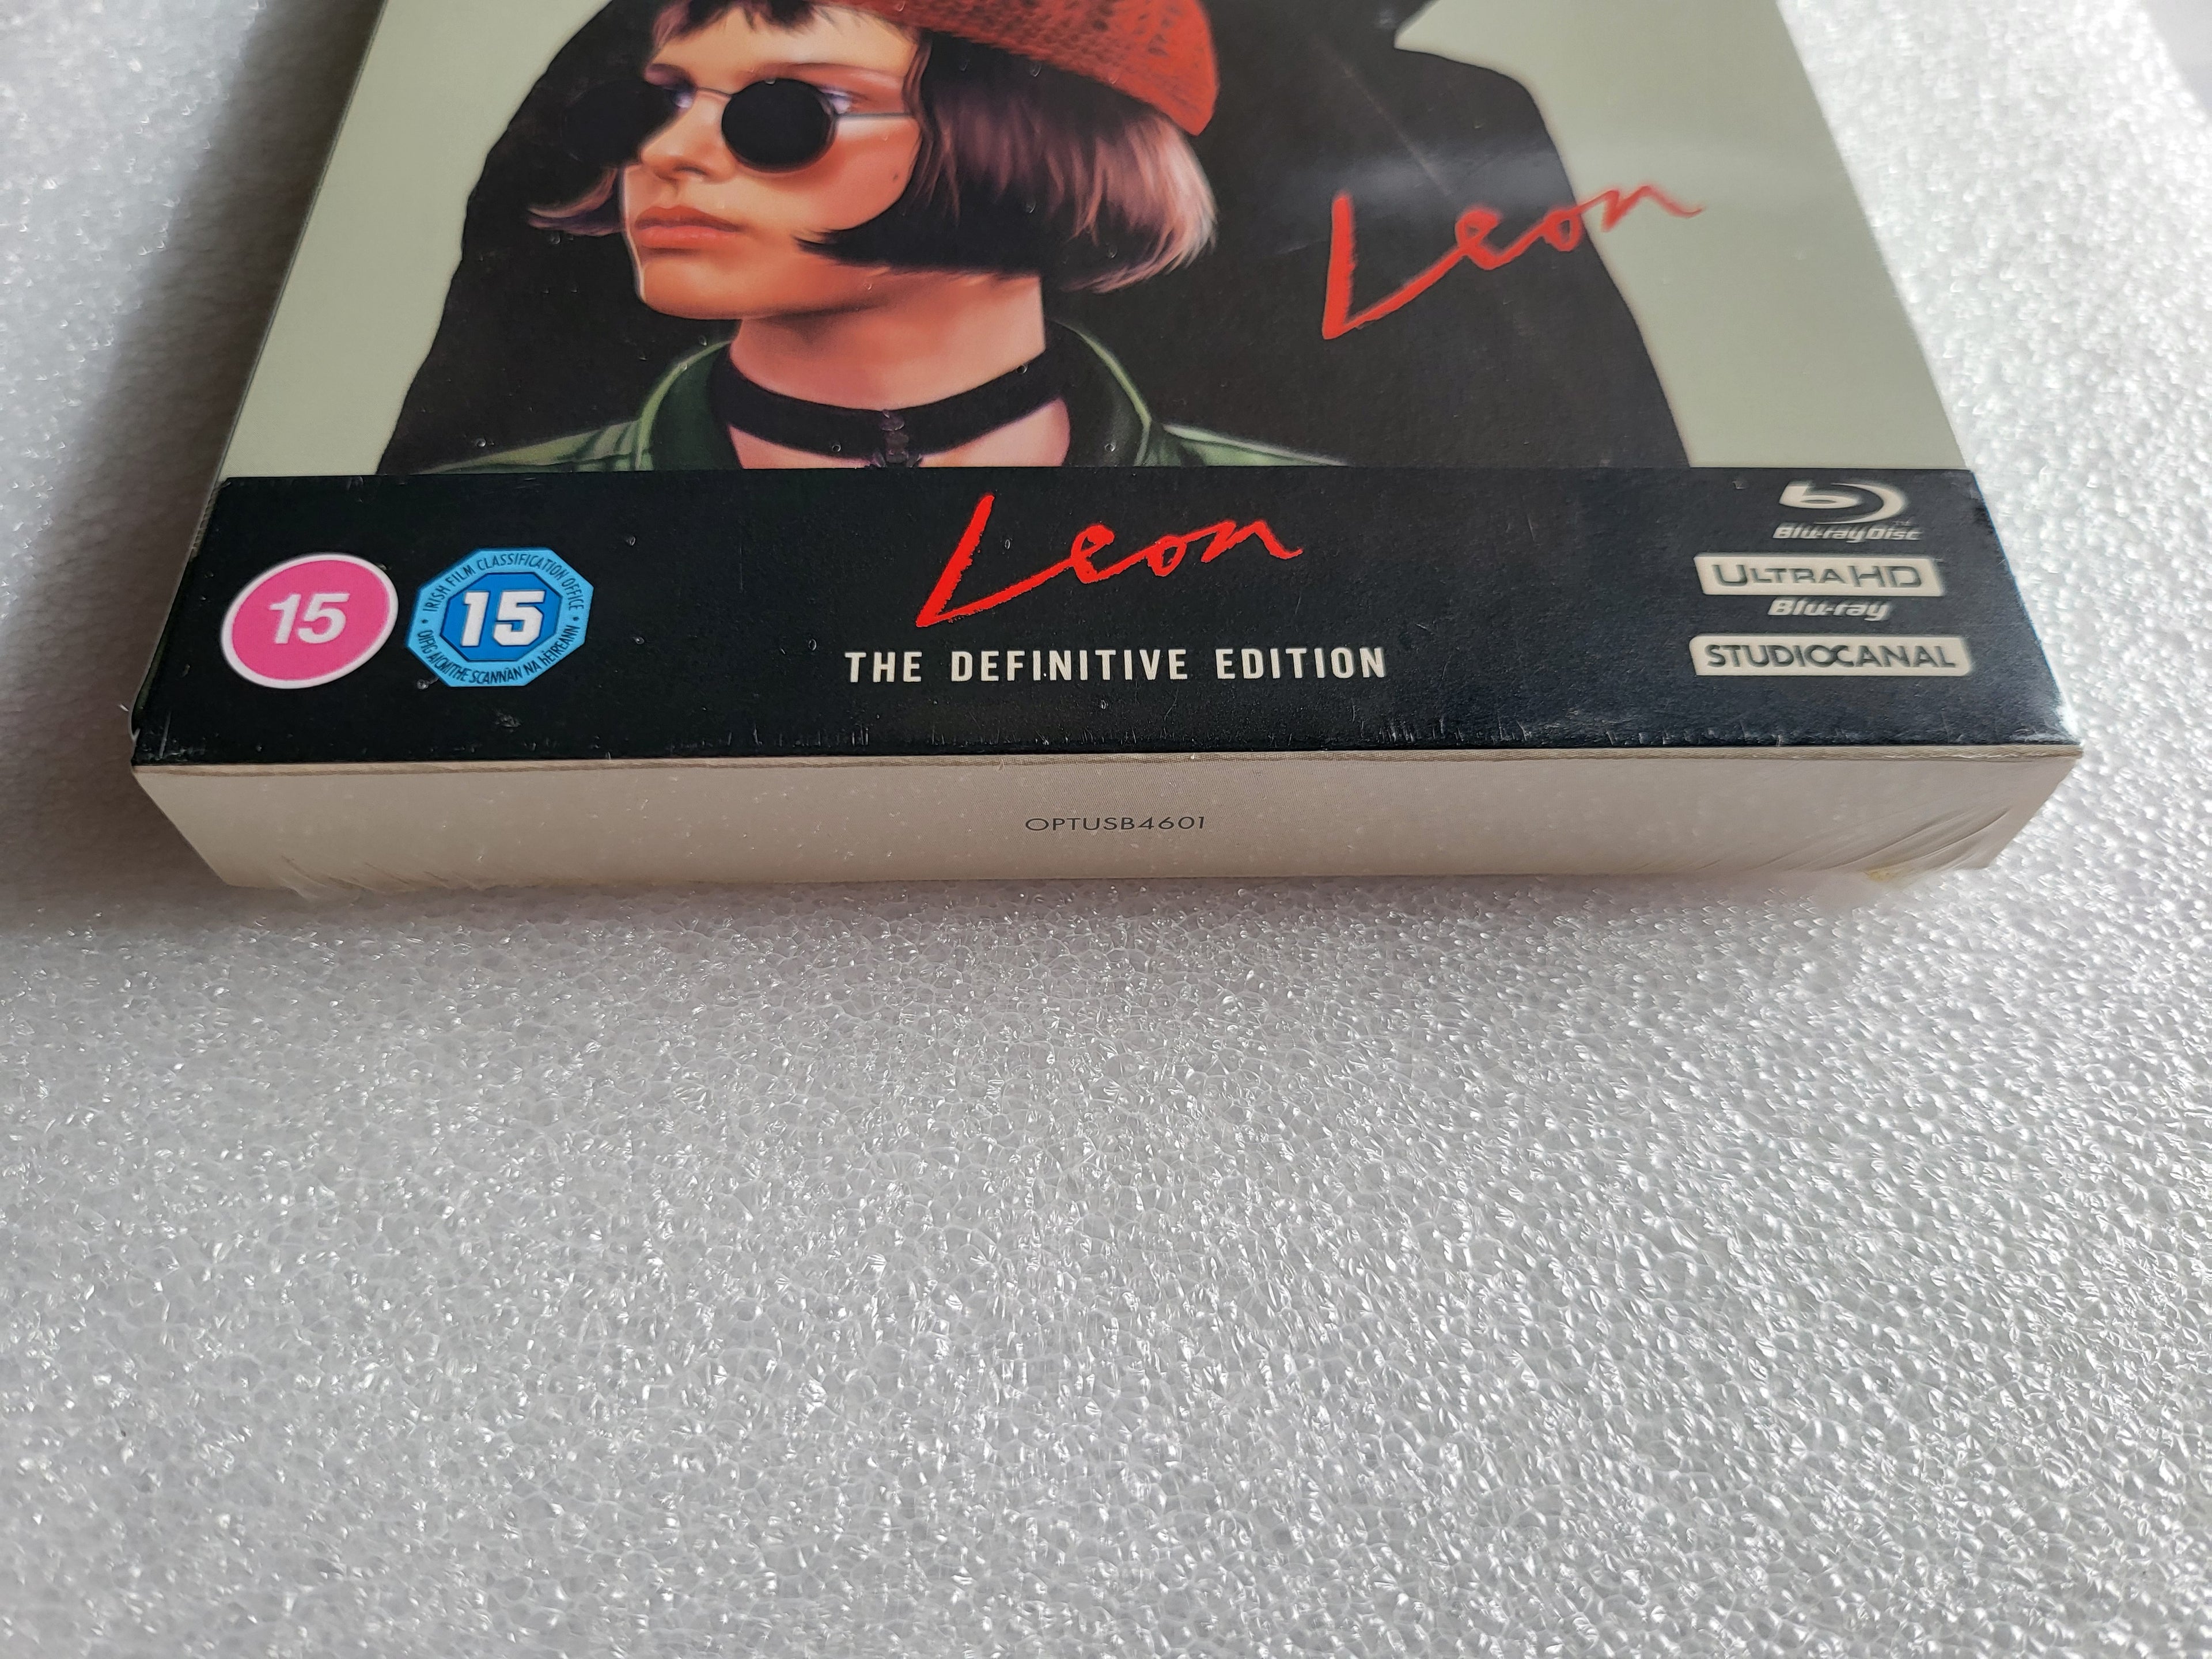 Leon
Leon
THE DEFINITIVE EDITION
15
IRISH FILM CLASSIFICATION OFFICE
15
OIFIG AICMITHE SCANNÁN NA hÉIREANN
Blu-ray Disc
ULTRA HD
Blu-ray
STUDIOCANAL
OPTUSB4601